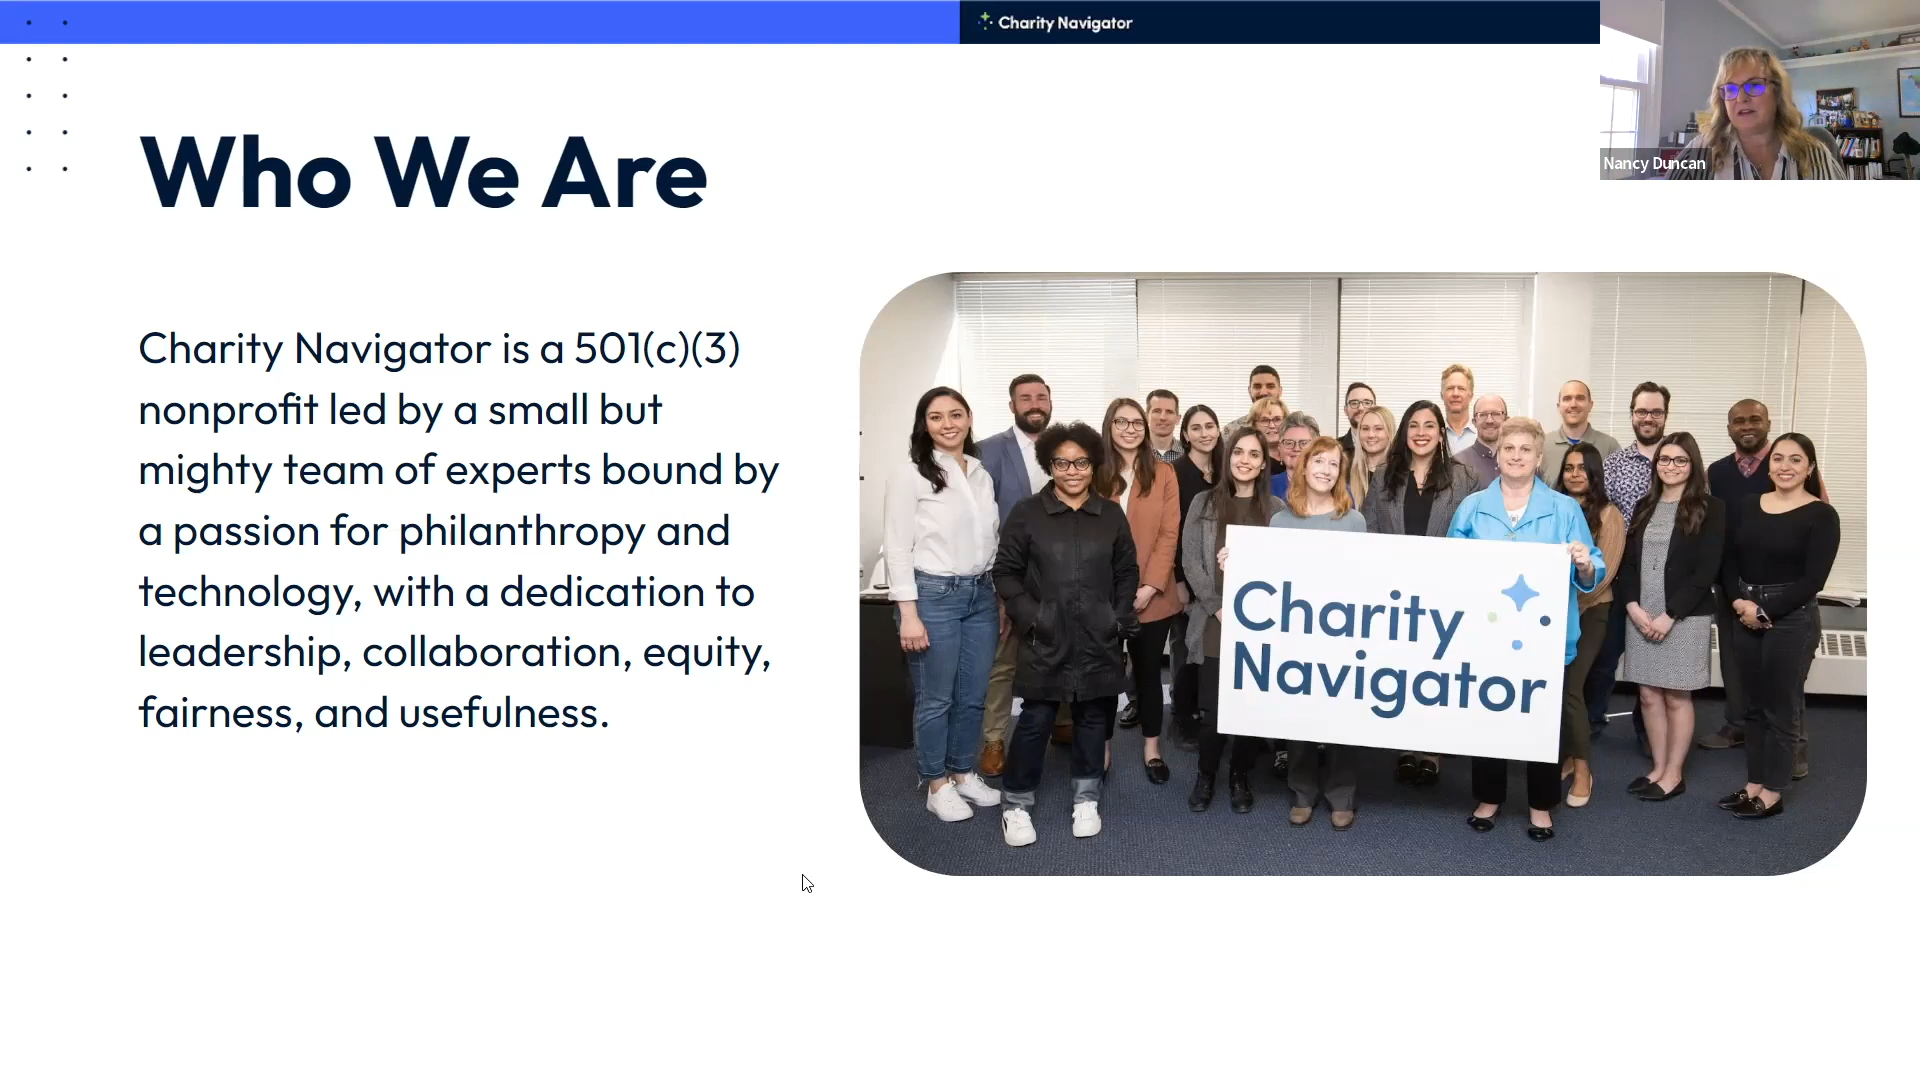 Charity Navigator
Nancy Duncan
Who We Are
Charity Navigator is a 501(c)(3)
nonprofit led by a small but
mighty team of experts bound by
a passion for philanthropy and
technology, with a dedication to
leadership, collaboration, equity,
fairness, and usefulness.
Charity
Navigator